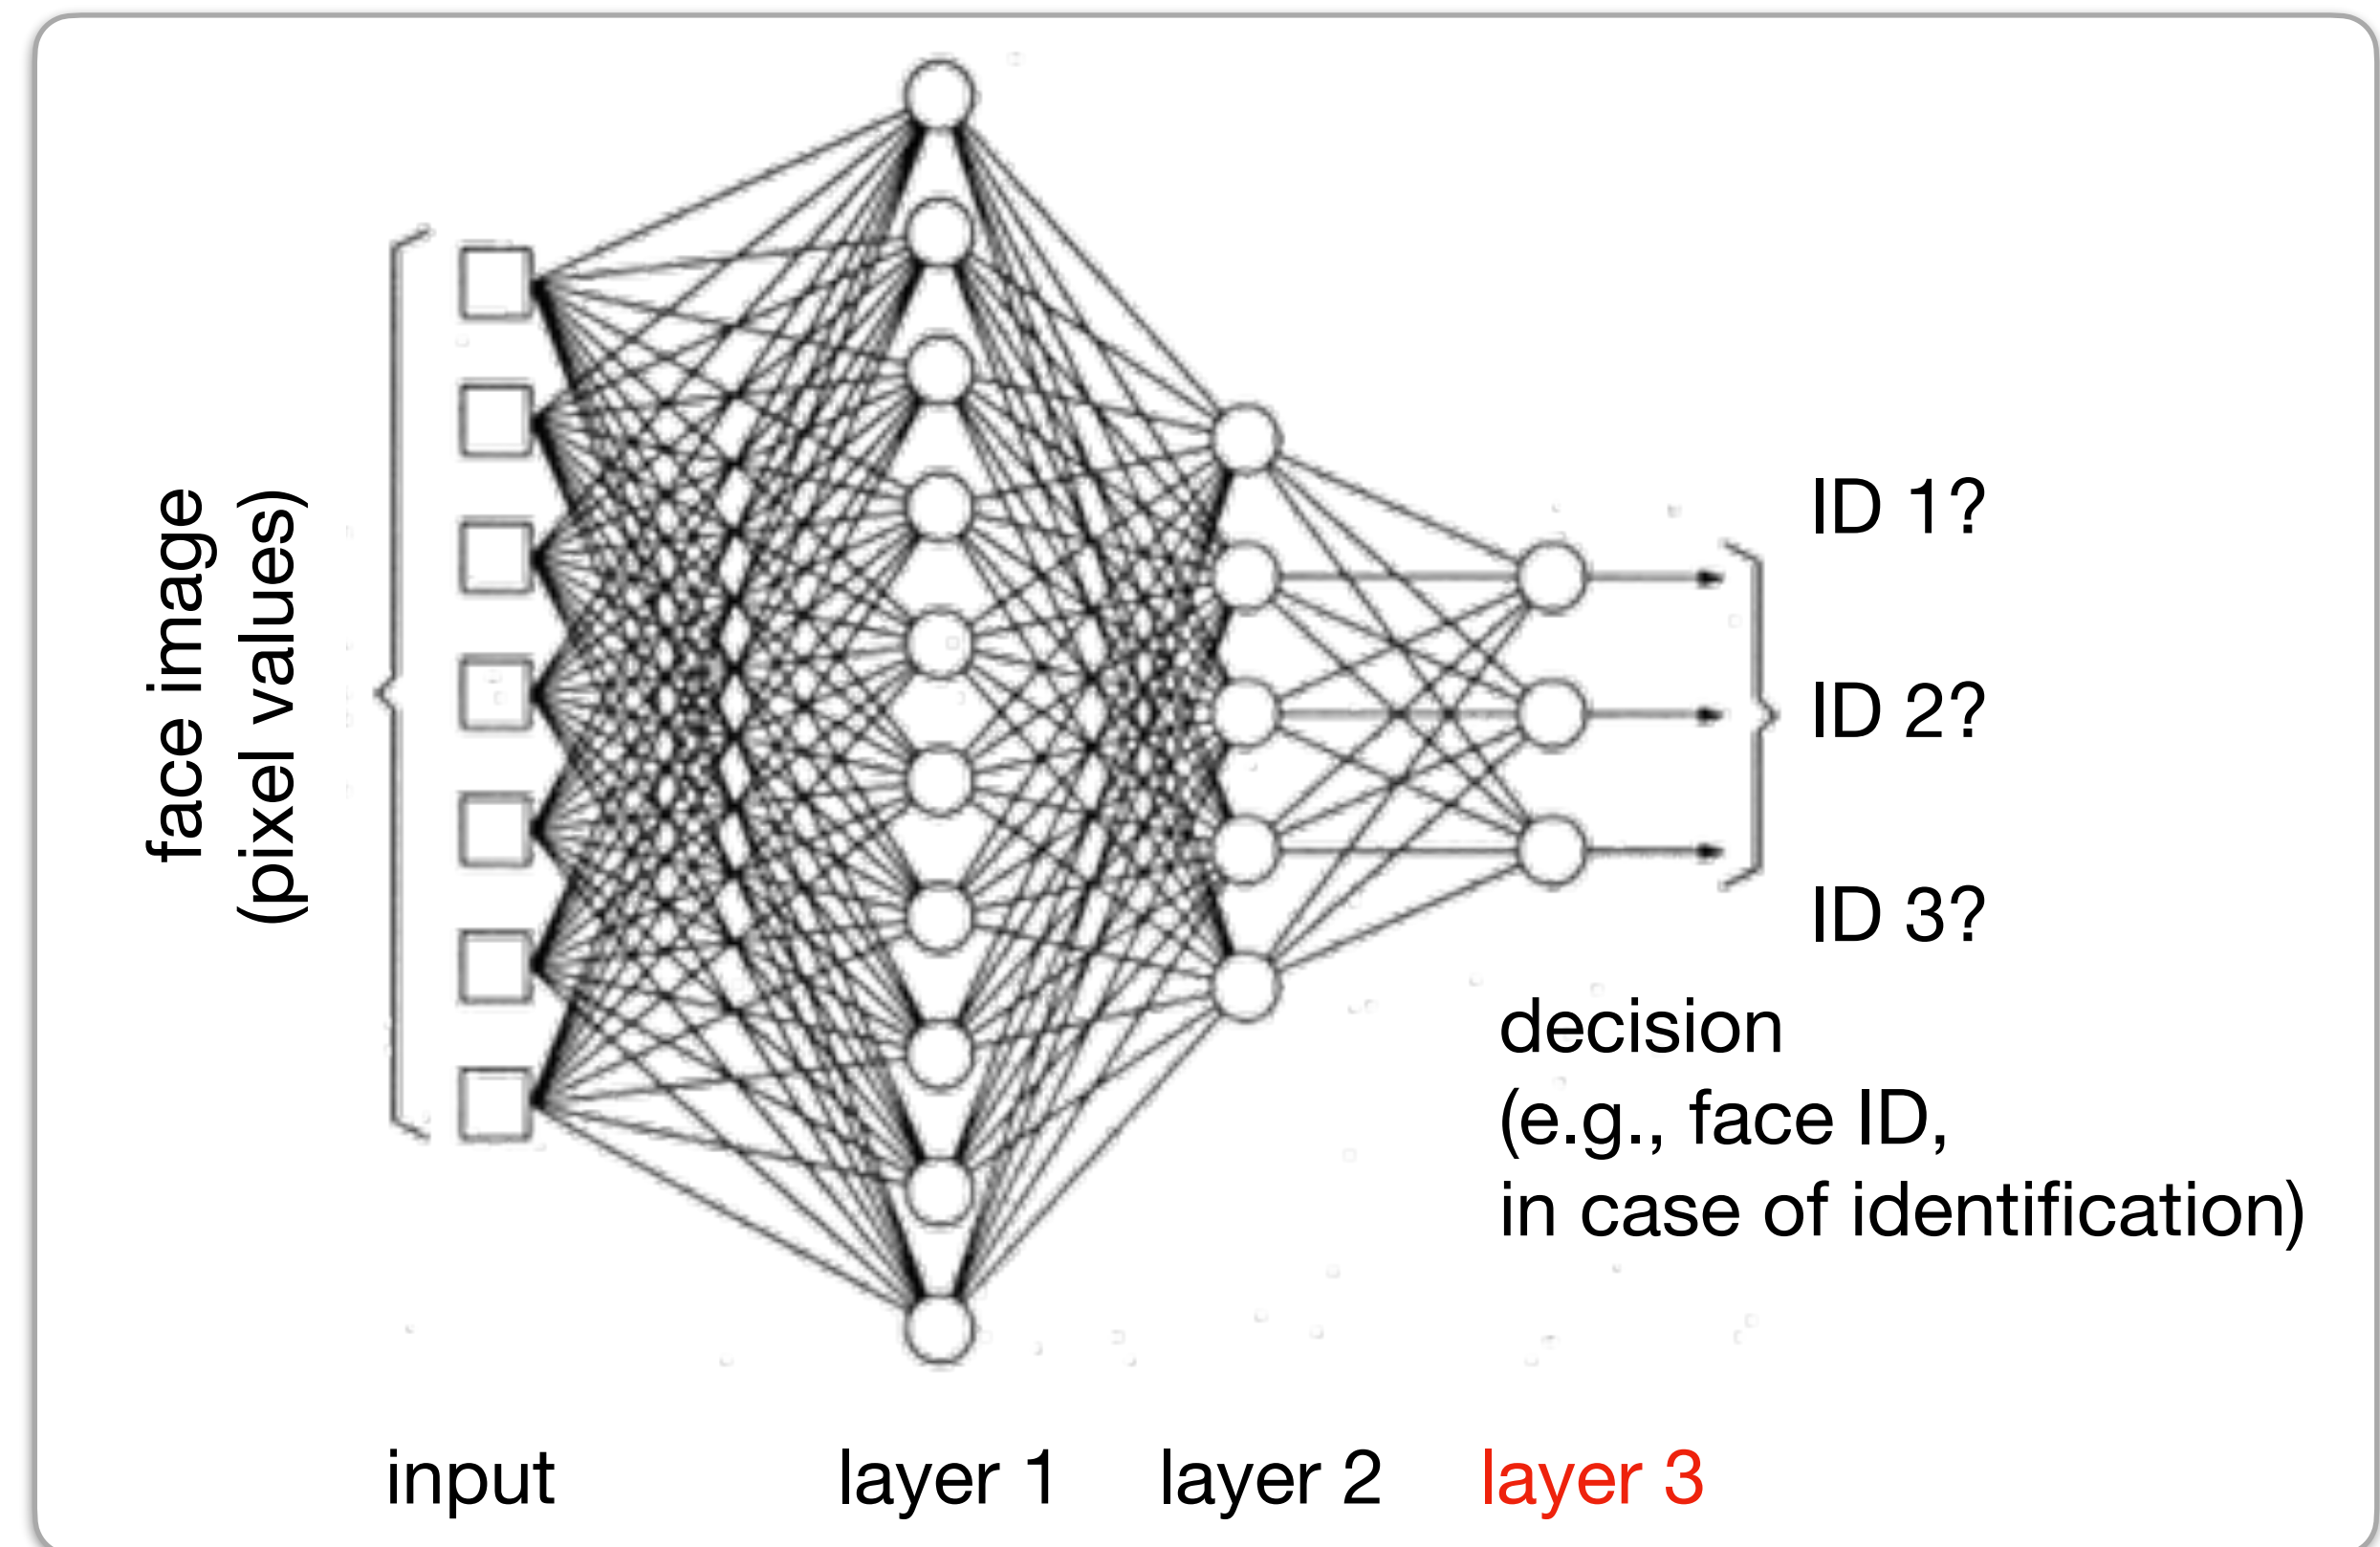 face image
(pixel values)
ID 1?
ID 2?
ID 3?
decision
(e.g., face ID,
in case of identification)
input
layer 1
layer 2
layer 3